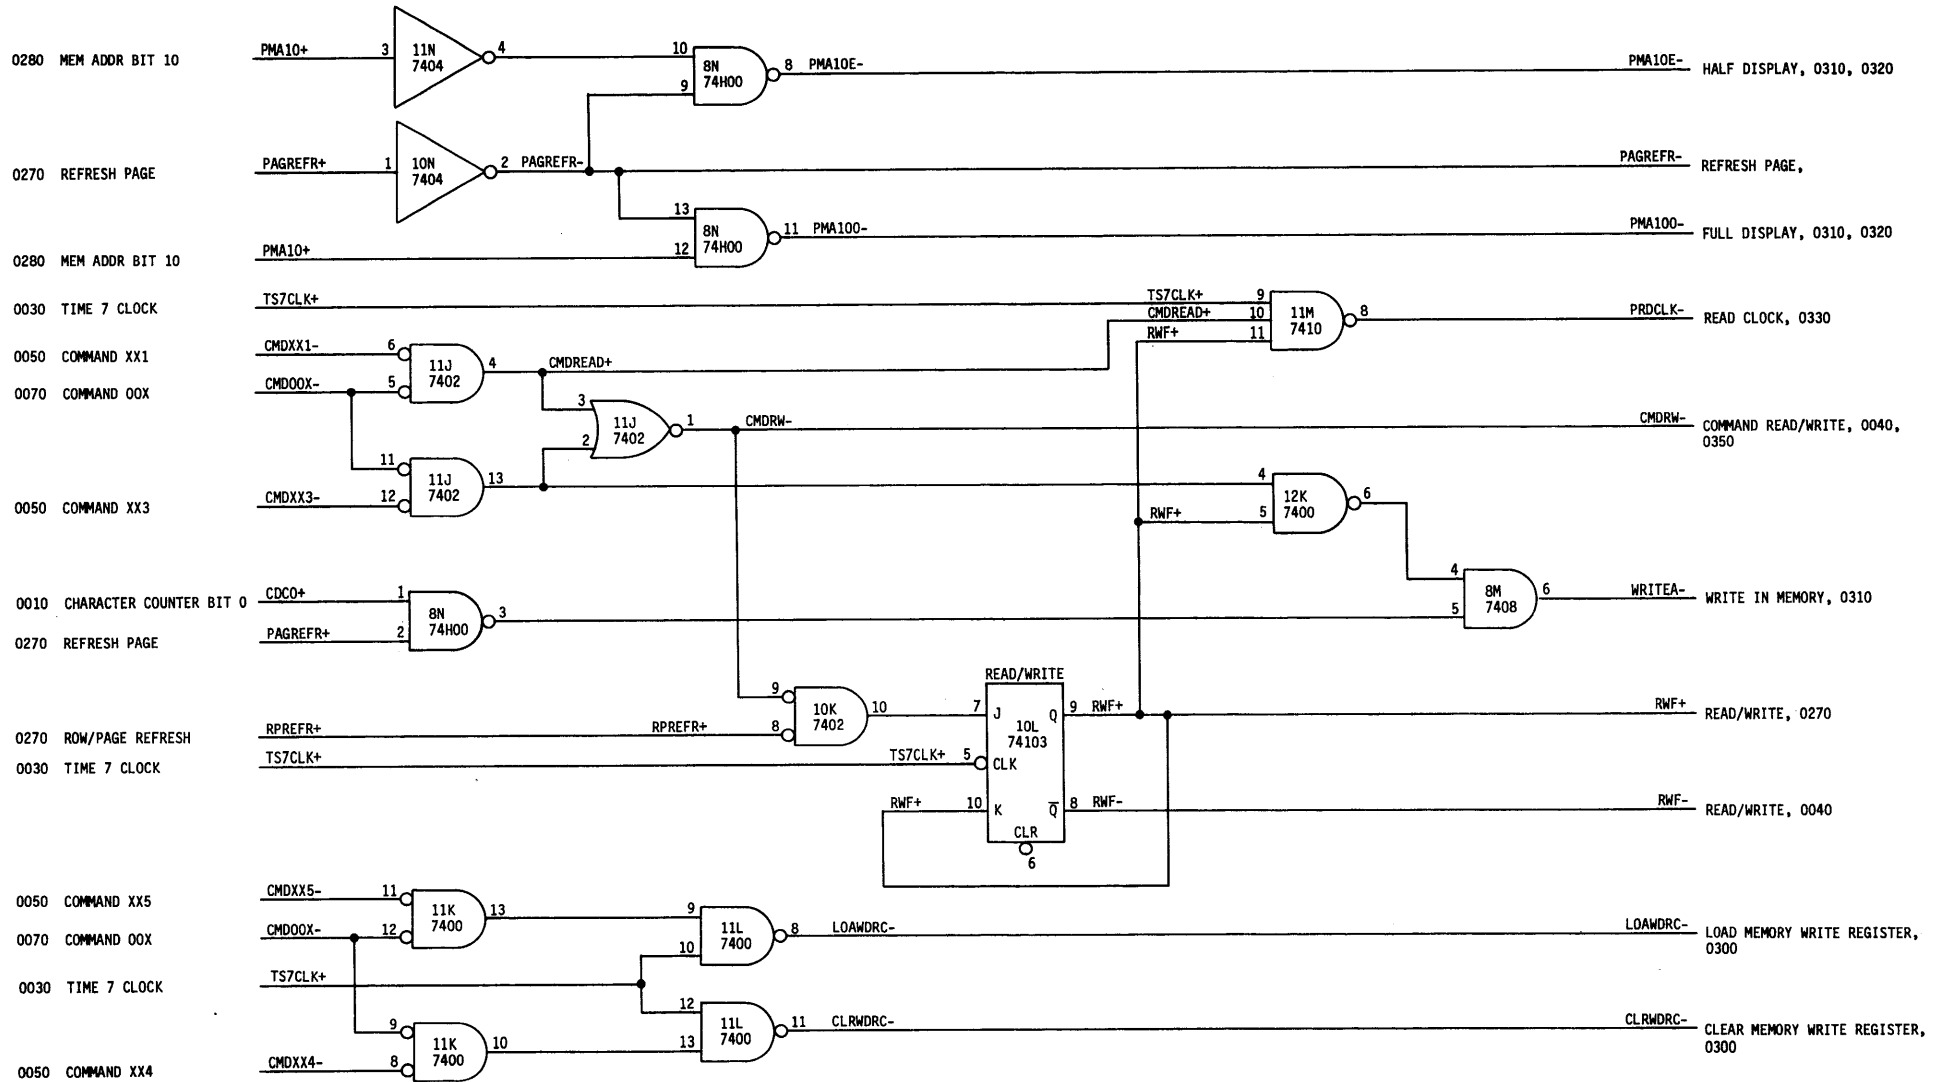 0280 MEM ADDR BIT 10 PMA10+ 3 11N 7404 4 10 8N 74H00 9 8 PMA10E- PMA10E- HALF DISPLAY, 0310, 0320
0270 REFRESH PAGE PAGREFR+ 1 10N 7404 2 PAGREFR- PAGREFR- REFRESH PAGE,
13 8N 74H00 12 11 PMA100- PMA100- FULL DISPLAY, 0310, 0320
0280 MEM ADDR BIT 10 PMA10+
0030 TIME 7 CLOCK TS7CLK+ TS7CLK+ 9
CMDREAD+ 10 11M 7410 8 PRDCLK- READ CLOCK, 0330
RWF+ 11
0050 COMMAND XX1 CMDXX1- 6 11J 7402 4 CMDREAD+
0070 COMMAND 00X CMD00X- 5
3 11J 7402 2 1 CMDRW- CMDRW- COMMAND READ/WRITE, 0040,
0350
11 11J 7402 13 4 12K 7400 6
0050 COMMAND XX3 CMDXX3- 12 RWF+ 5
0010 CHARACTER COUNTER BIT 0 CDC0+ 1 8N 74H00 3 4 8M 7408 5 6 WRITEA- WRITE IN MEMORY, 0310
0270 REFRESH PAGE PAGREFR+ 2
READ/WRITE
9 10K 7402 10 7 J Q 9 RWF+ RWF+ READ/WRITE, 0270
0270 ROW/PAGE REFRESH RPREFR+ RPREFR+ 8 10L 74103
0030 TIME 7 CLOCK TS7CLK+ TS7CLK+ 5 CLK
RWF+ 10 K Q 8 RWF- RWF- READ/WRITE, 0040
CLR
6
0050 COMMAND XX5 CMDXX5- 11 11K 7400 13 9 11L 7400 8 LOAWDRC- LOAWDRC- LOAD MEMORY WRITE REGISTER,
0300
0070 COMMAND 00X CMD00X- 12 10
0030 TIME 7 CLOCK TS7CLK+
12 11L 7400 11 CLRWDRC- CLRWDRC- CLEAR MEMORY WRITE REGISTER,
0300
9 11K 7400 10 13
0050 COMMAND XX4 CMDXX4- 8